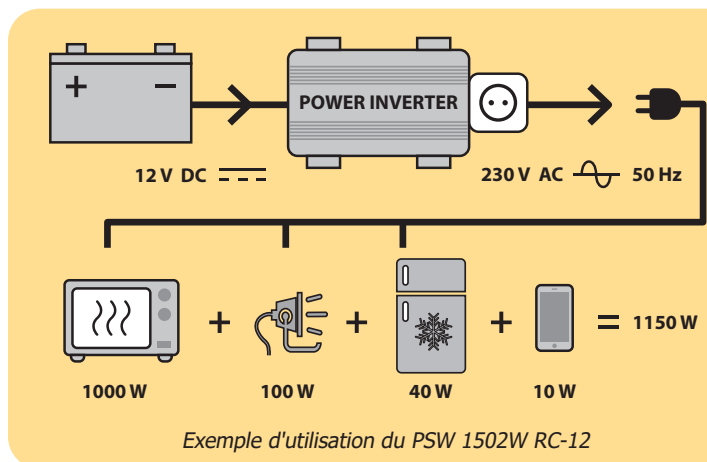 + −
POWER INVERTER
12 V DC
230 V AC 50 Hz
+ + + = 1150 W
1000 W 100 W 40 W 10 W
Exemple d'utilisation du PSW 1502W RC-12